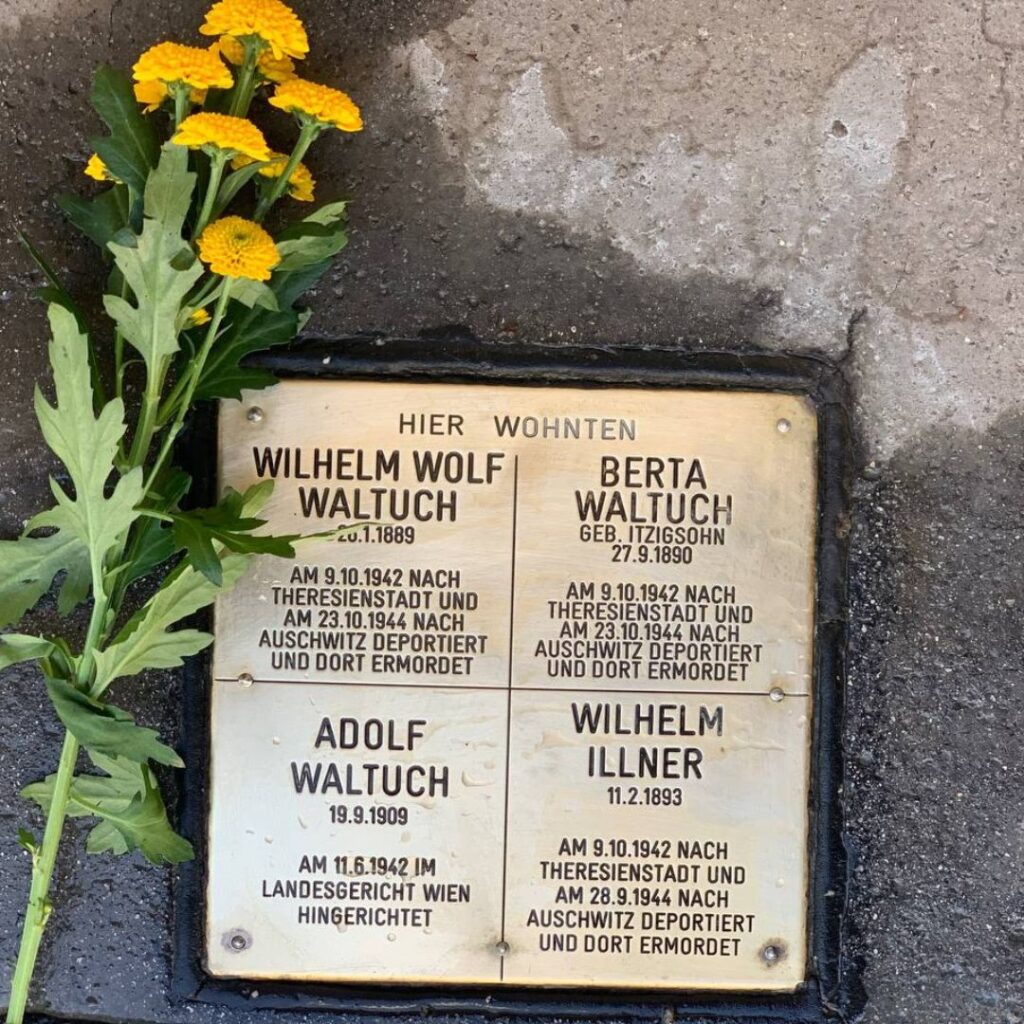 HIER WOHNTEN
WILHELM WOLF
WALTUCH
AM 9.10.1942 NACH
THERESIENSTADT UND
AM 23.10.1944 NACH
AUSCHWITZ DEPORTIERT
UND DORT ERMORDET
BERTA
WALTUCH
GEB. ITZIGSOHN
27.9.1890
AM 9.10.1942 NACH
THERESIENSTADT UND
AM 23.10.1944 NACH
AUSCHWITZ DEPORTIERT
UND DORT ERMORDET
ADOLF
WALTUCH
19.9.1909
AM 11.6.1942 IM
LANDESGERICHT WIEN
HINGERICHTET
WILHELM
ILLNER
11.2.1893
AM 9.10.1942 NACH
THERESIENSTADT UND
AM 28.9.1944 NACH
AUSCHWITZ DEPORTIERT
UND DORT ERMORDET